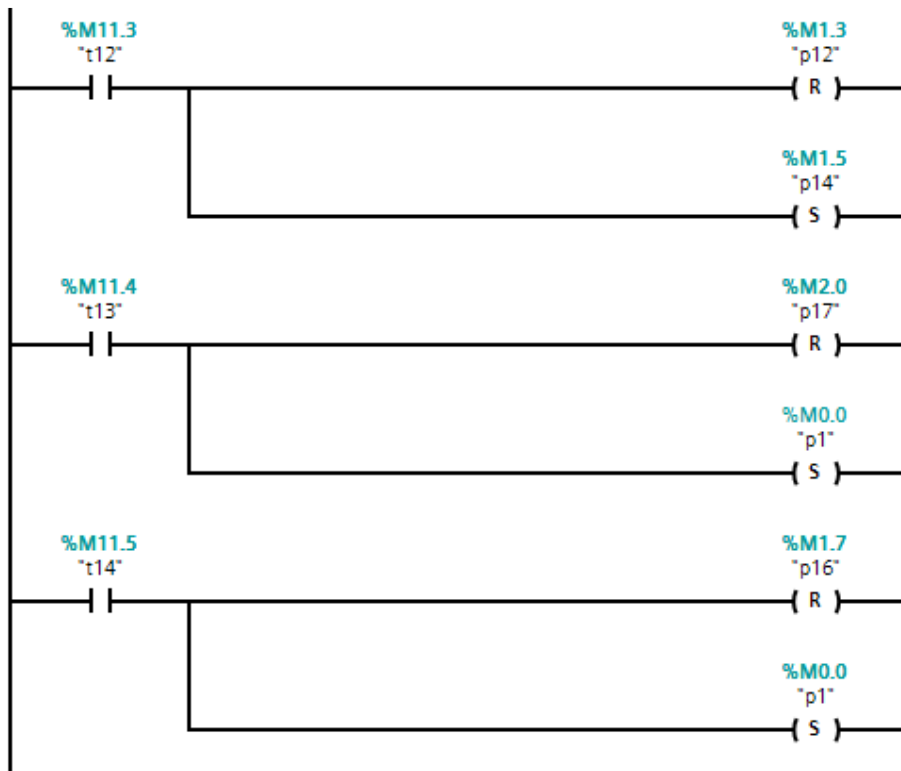 %M11.3 %M1.3
"t12" "p12"
R
%M1.5
"p14"
S
%M11.4 %M2.0
"t13" "p17"
R
%M0.0
"p1"
S
%M11.5 %M1.7
"t14" "p16"
R
%M0.0
"p1"
S